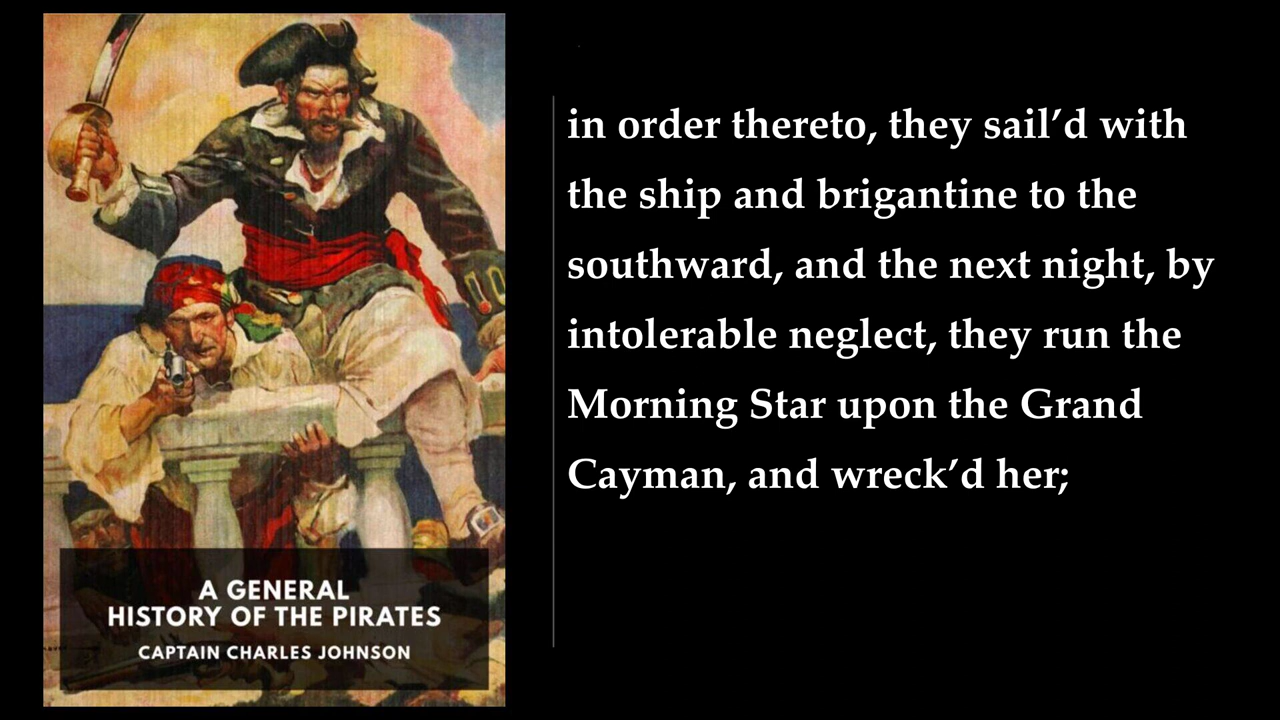 in order thereto, they sail’d with
the ship and brigantine to the
southward, and the next night, by
intolerable neglect, they run the
Morning Star upon the Grand
Cayman, and wreck’d her;
A GENERAL
HISTORY OF THE PIRATES
CAPTAIN CHARLES JOHNSON